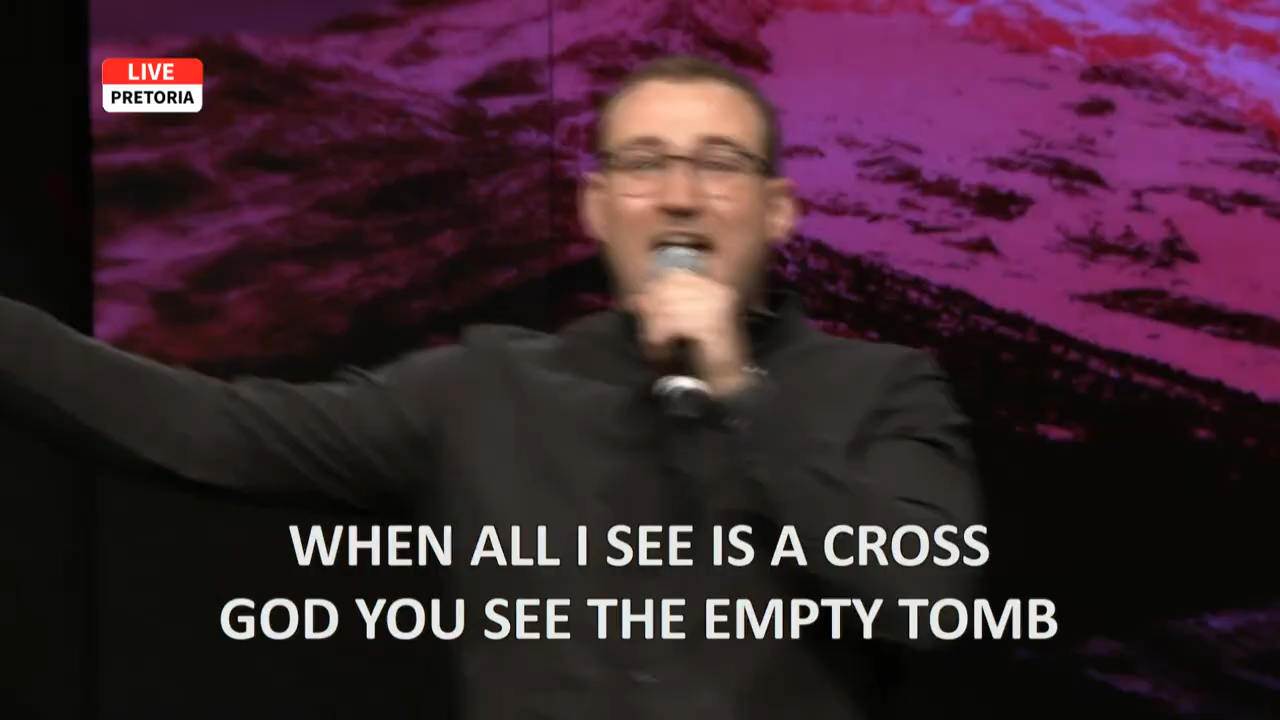 LIVE
PRETORIA
WHEN ALL I SEE IS A CROSS
GOD YOU SEE THE EMPTY TOMB